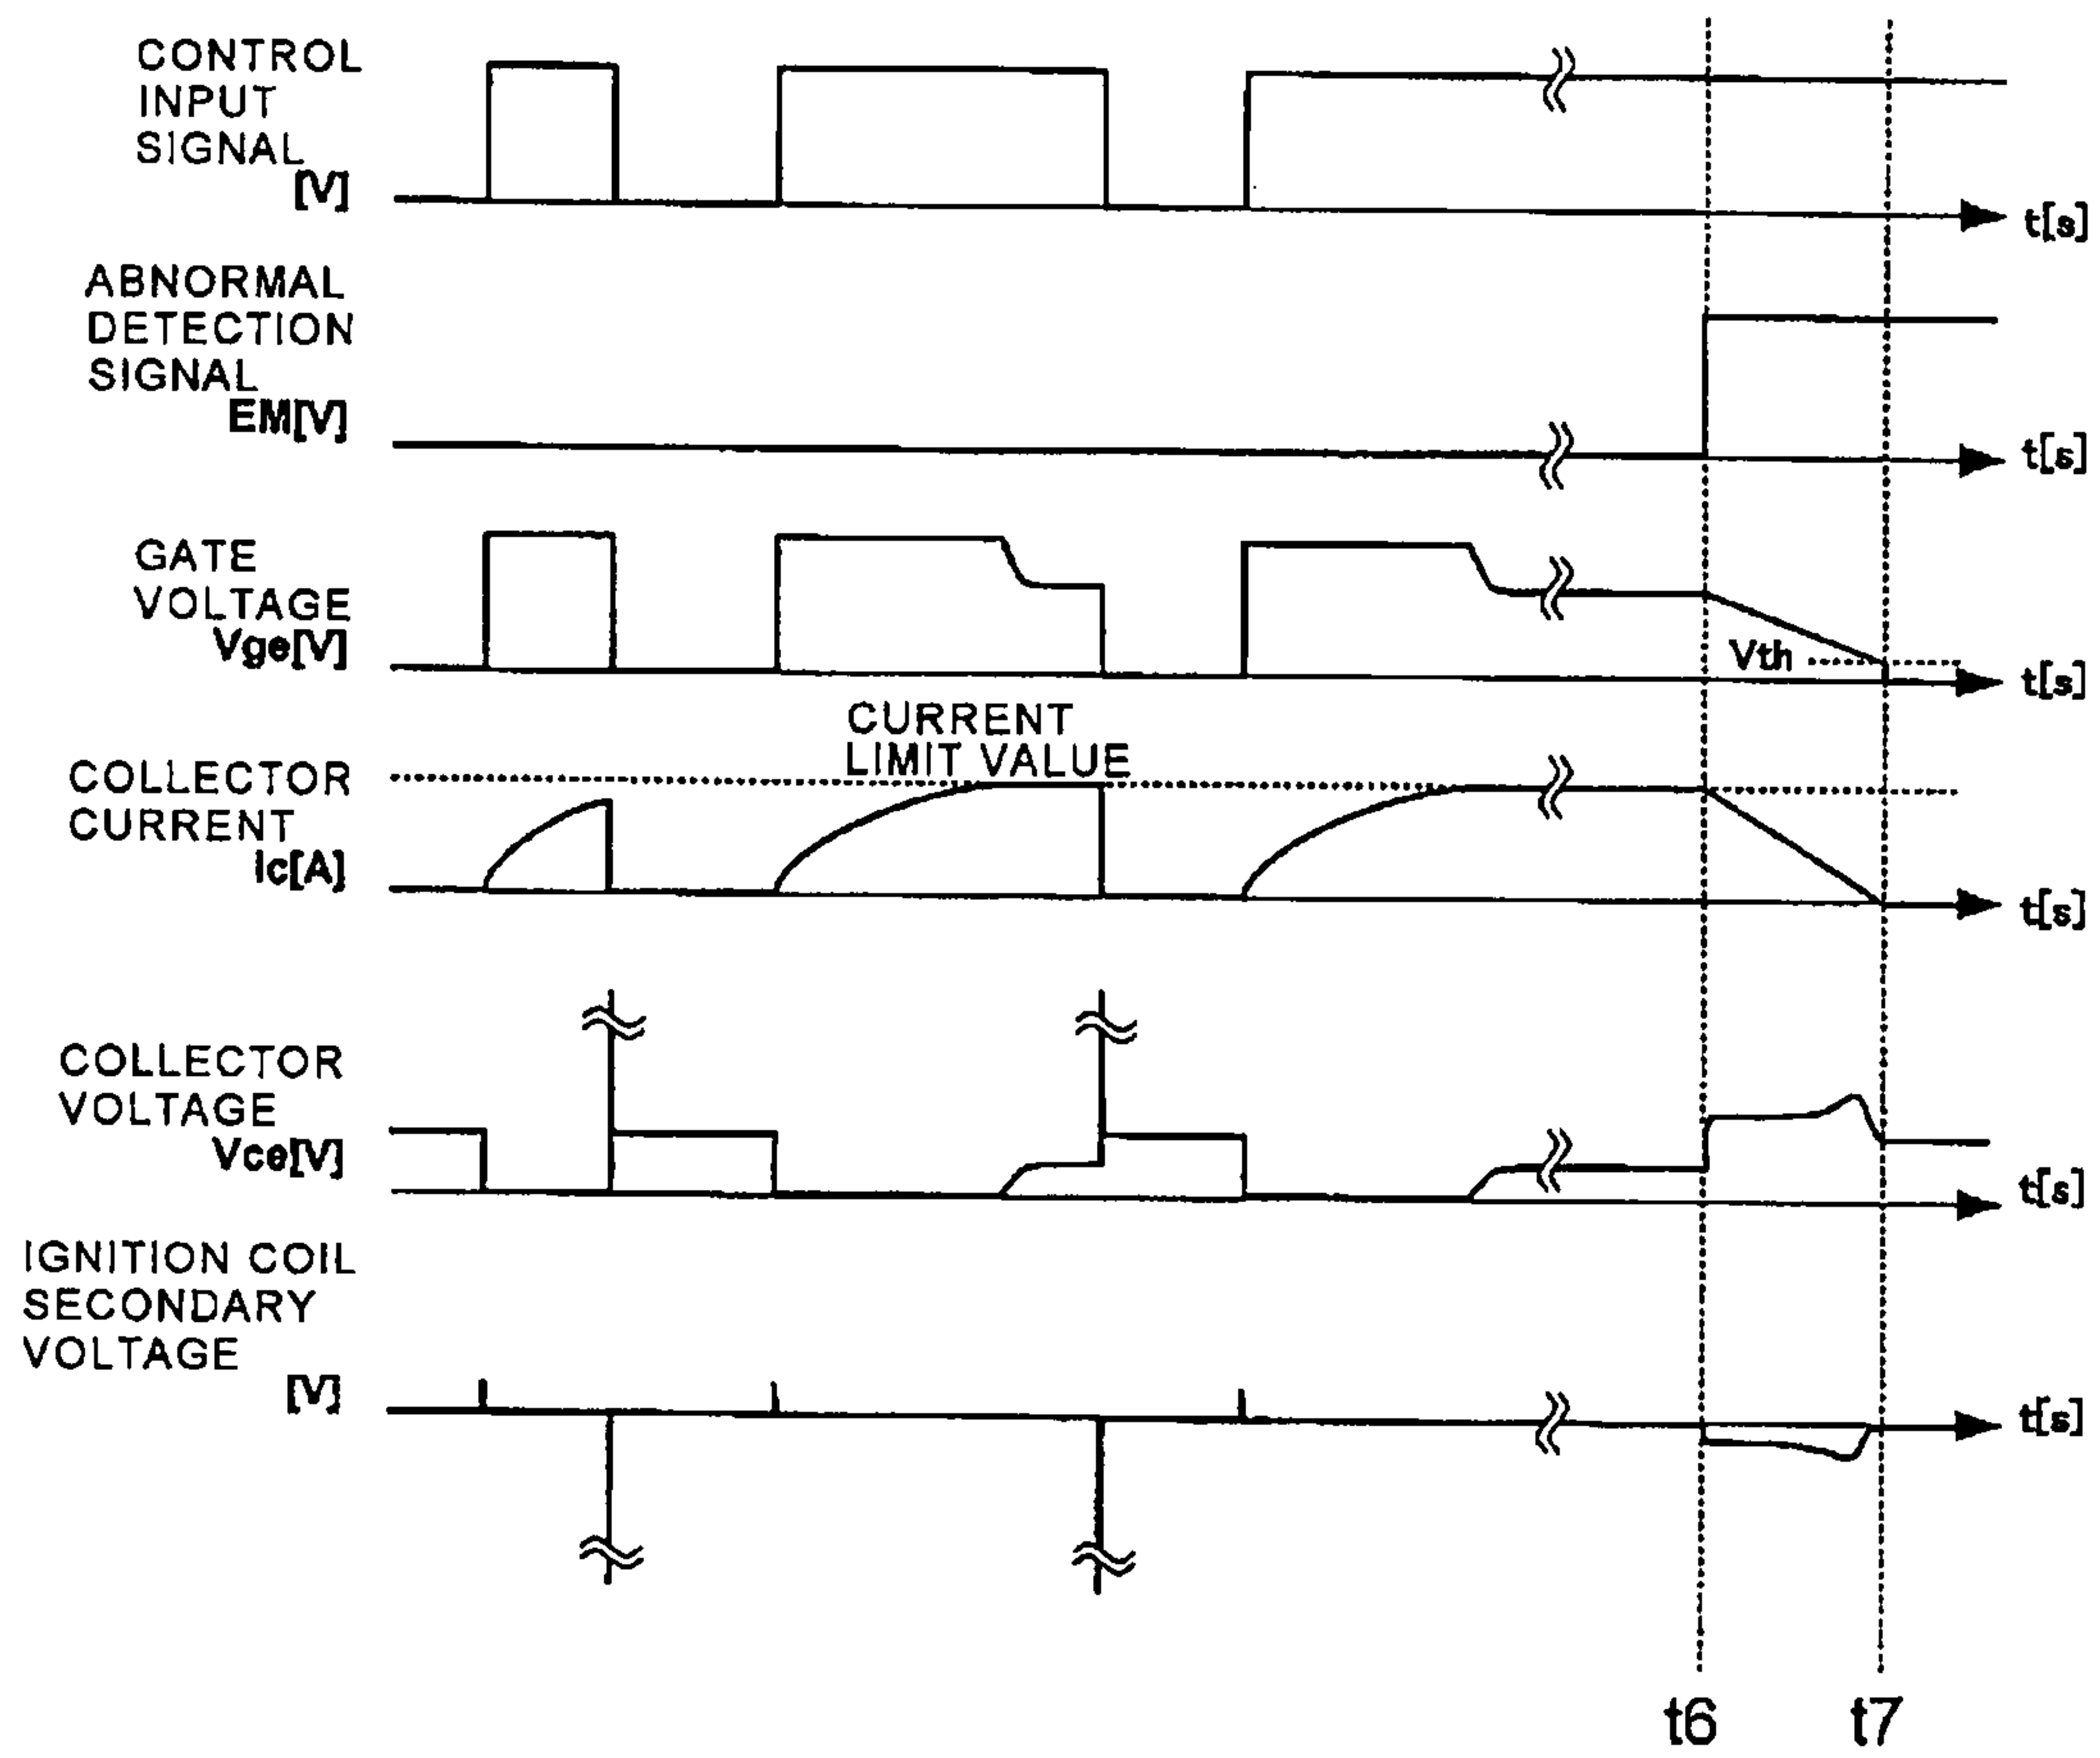 CONTROL
INPUT
SIGNAL
[V]
t[s]
ABNORMAL
DETECTION
SIGNAL
EM[V]
t[s]
GATE
VOLTAGE
Vge[V]
Vth
t[s]
CURRENT
LIMIT VALUE
COLLECTOR
CURRENT
Ic[A]
t[s]
COLLECTOR
VOLTAGE
Vce[V]
t[s]
IGNITION COIL
SECONDARY
VOLTAGE
[V]
t[s]
t6
t7